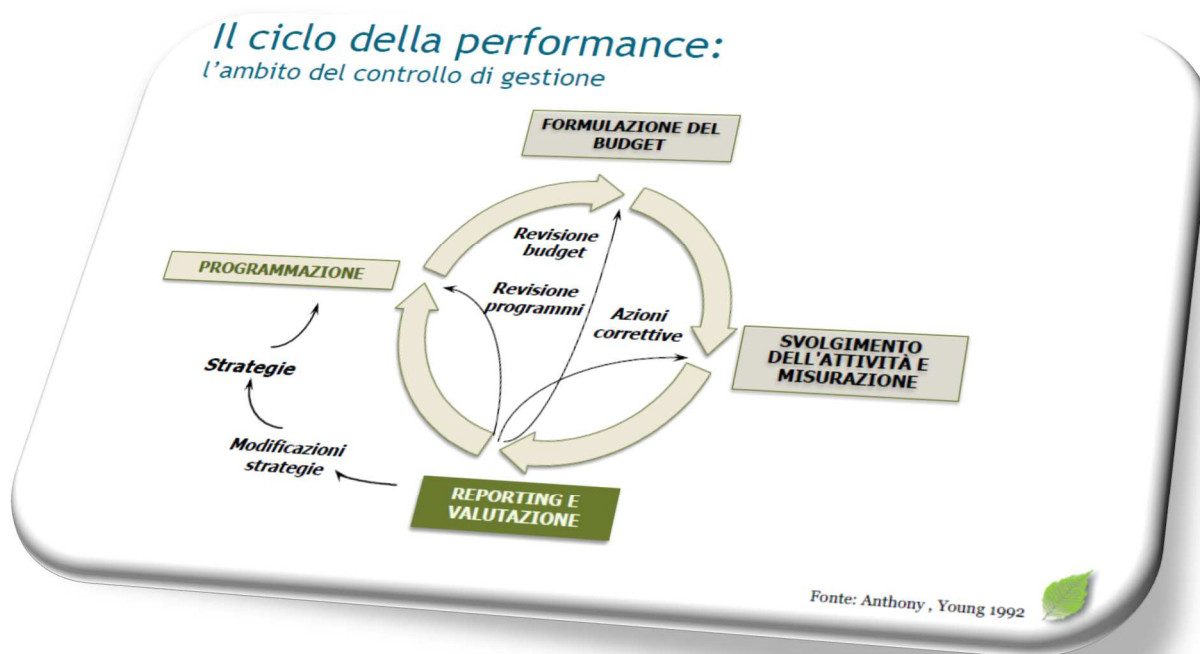 Il ciclo della performance:
l'ambito del controllo di gestione
FORMULAZIONE DEL
BUDGET
Revisione
budget
PROGRAMMAZIONE
Revisione
programmi
Azioni
correttive
SVOLGIMENTO
DELL'ATTIVITÀ E
MISURAZIONE
Strategie
Modificazioni
strategie
REPORTING E
VALUTAZIONE
Fonte: Anthony , Young 1992